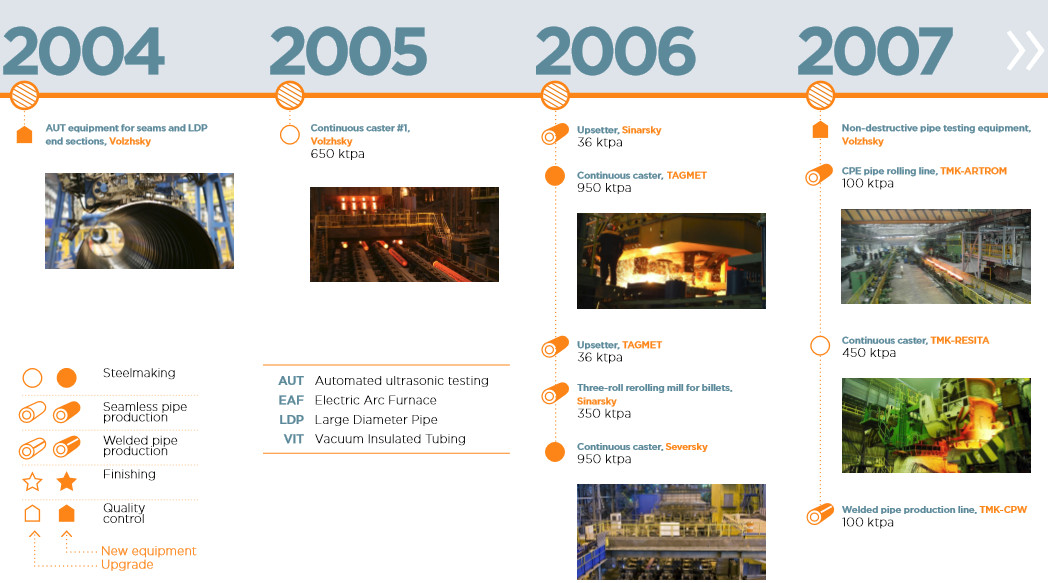 2004
2005
2006
2007
AUT equipment for seams and LDP
end sections, Volzhsky
Continuous caster #1,
Volzhsky
650 ktpa
Upsetter, Sinarsky
36 ktpa
Continuous caster, TAGMET
950 ktpa
Upsetter, TAGMET
36 ktpa
Three-roll rerolling mill for billets,
Sinarsky
350 ktpa
Continuous caster, Seversky
950 ktpa
Non-destructive pipe testing equipment,
Volzhsky
CPE pipe rolling line, TMK-ARTROM
100 ktpa
Continuous caster, TMK-RESITA
450 ktpa
Welded pipe production line, TMK-CPW
100 ktpa
Steelmaking
Seamless pipe
production
Welded pipe
production
Finishing
Quality
control
New equipment
Upgrade
AUT Automated ultrasonic testing
EAF Electric Arc Furnace
LDP Large Diameter Pipe
VIT Vacuum Insulated Tubing